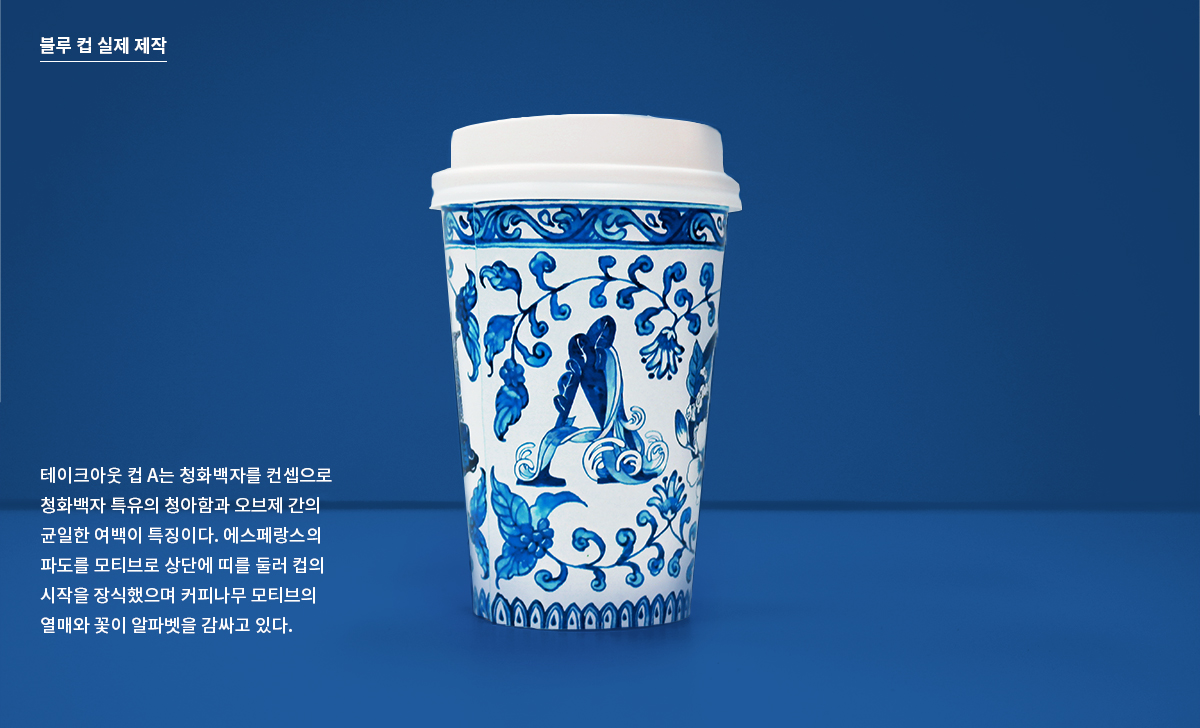 블루 컵 실제 제작
A
테이크아웃 컵 A는 청화백자를 컨셉으로
청화백자 특유의 청아함과 오브제 간의
균일한 여백이 특징이다. 에스페랑스의
파도를 모티브로 상단에 띠를 둘러 컵의
시작을 장식했으며 커피나무 모티브의
열매와 꽃이 알파벳을 감싸고 있다.